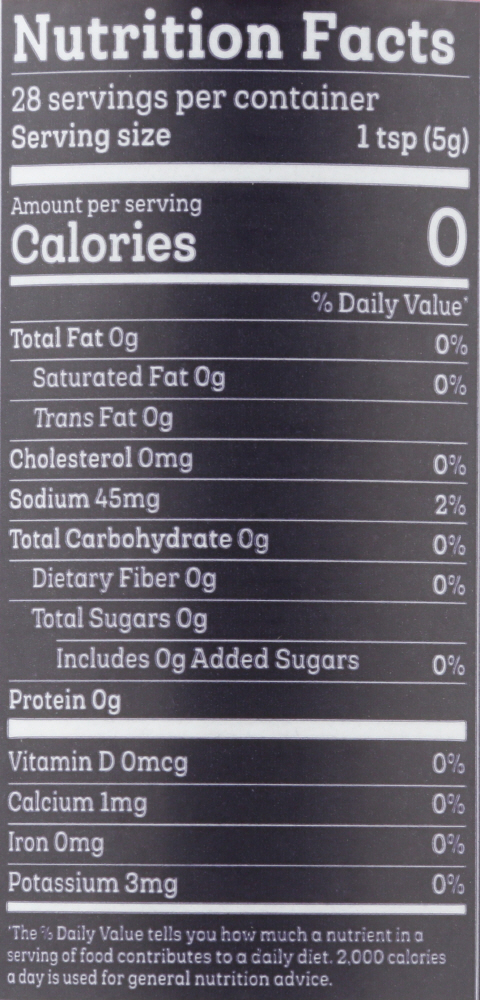 Nutrition Facts
28 servings per container
Serving size 1 tsp (5g)
Amount per serving
Calories 0
% Daily Value*
Total Fat 0g 0%
Saturated Fat 0g 0%
Trans Fat 0g
Cholesterol 0mg 0%
Sodium 45mg 2%
Total Carbohydrate 0g 0%
Dietary Fiber 0g 0%
Total Sugars 0g
Includes 0g Added Sugars 0%
Protein 0g
Vitamin D 0mcg 0%
Calcium 1mg 0%
Iron 0mg 0%
Potassium 3mg 0%
*The % Daily Value tells you how much a nutrient in a
serving of food contributes to a daily diet. 2,000 calories
a day is used for general nutrition advice.